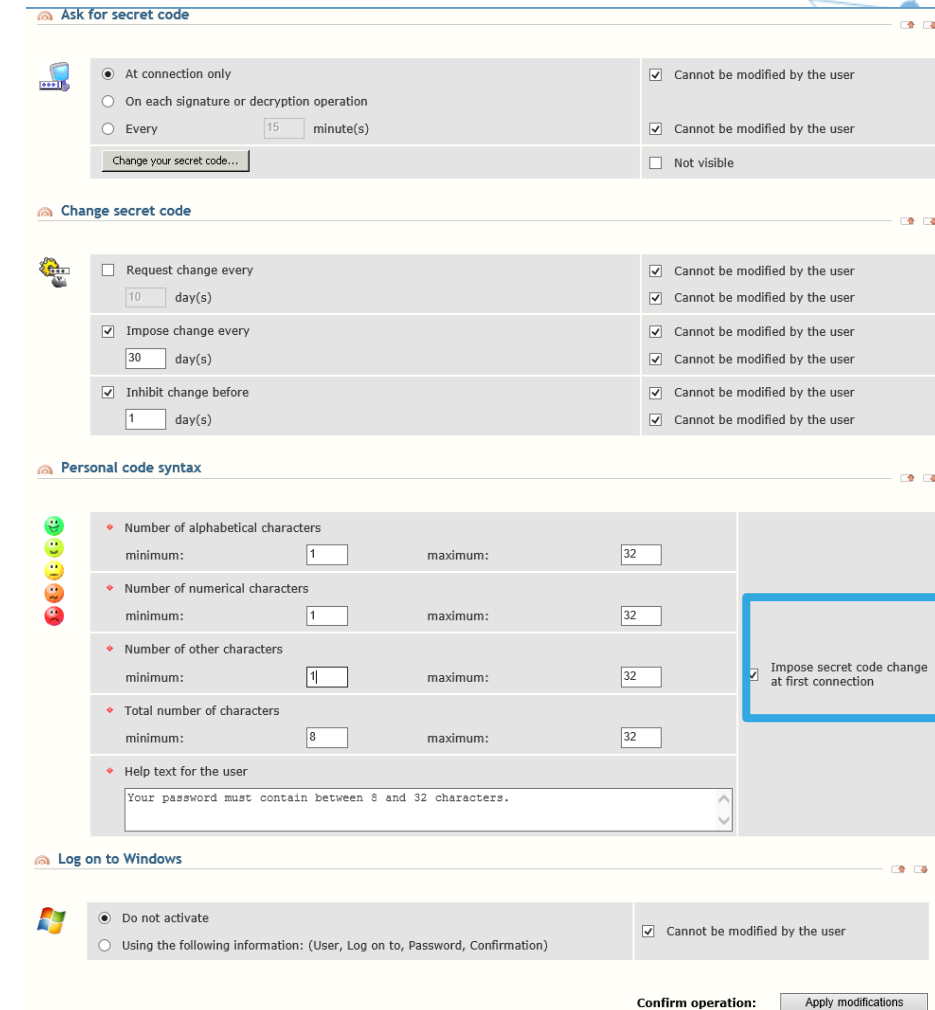 Ask for secret code
At connection only
Cannot be modified by the user
On each signature or decryption operation
Every 15 minute(s)
Cannot be modified by the user
Change your secret code...
Not visible
Change secret code
Request change every
Cannot be modified by the user
10 day(s)
Cannot be modified by the user
Impose change every
Cannot be modified by the user
30 day(s)
Cannot be modified by the user
Inhibit change before
Cannot be modified by the user
1 day(s)
Cannot be modified by the user
Personal code syntax
Number of alphabetical characters
minimum: 1 maximum: 32
Number of numerical characters
minimum: 1 maximum: 32
Number of other characters
minimum: 1 maximum: 32
Impose secret code change
at first connection
Total number of characters
minimum: 8 maximum: 32
Help text for the user
Your password must contain between 8 and 32 characters.
Log on to Windows
Do not activate
Using the following information: (User, Log on to, Password, Confirmation)
Cannot be modified by the user
Confirm operation: Apply modifications